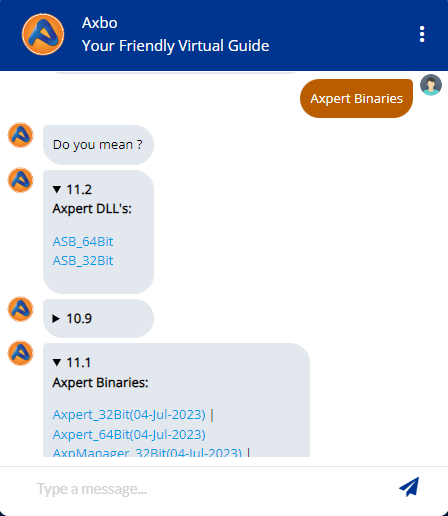 Axbo
Your Friendly Virtual Guide
Axpert Binaries
Do you mean ?
▼ 11.2
Axpert DLL's:
ASB_64Bit
ASB_32Bit
▶ 10.9
▼ 11.1
Axpert Binaries:
Axpert_32Bit(04-Jul-2023) |
Axpert_64Bit(04-Jul-2023)
AxpManager_32Bit(04-Jul-2023) |
Type a message...